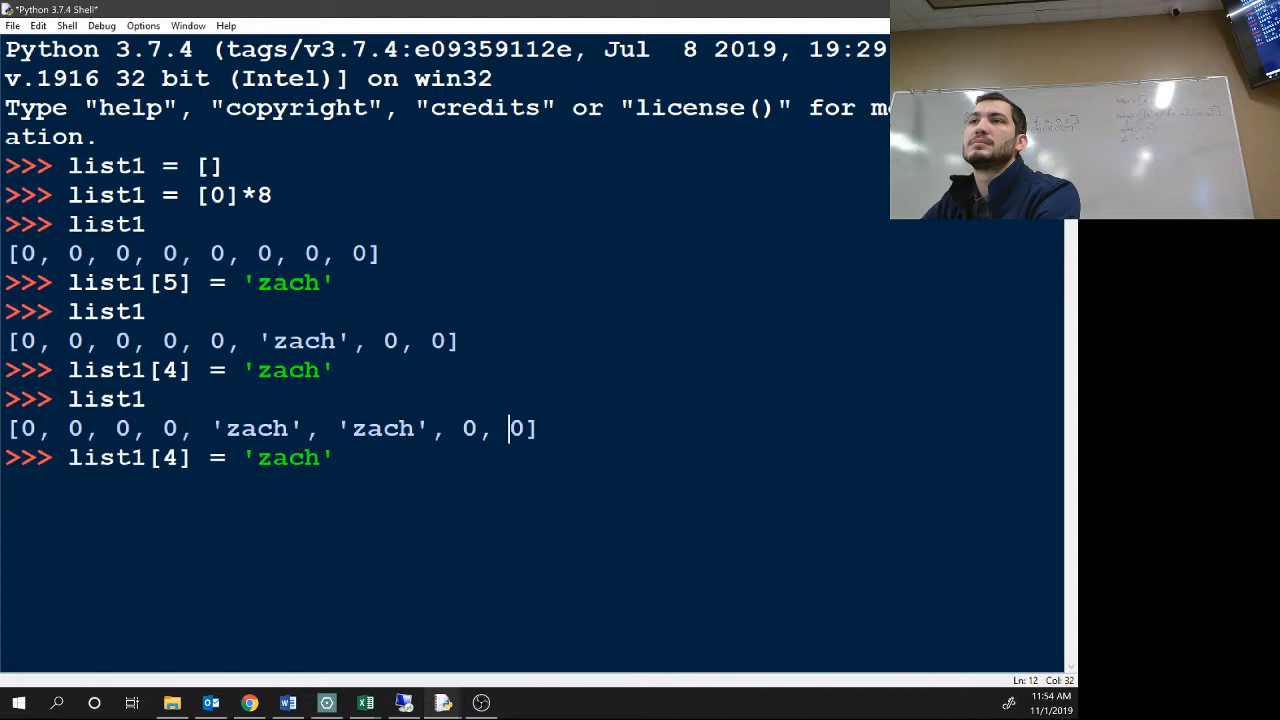 *Python 3.7.4 Shell*
File Edit Shell Debug Options Window Help
Python 3.7.4 (tags/v3.7.4:e09359112e, Jul 8 2019, 19:29
v.1916 32 bit (Intel)] on win32
Type "help", "copyright", "credits" or "license()" for mo
ation.
>>> list1 = []
>>> list1 = [0]*8
>>> list1
[0, 0, 0, 0, 0, 0, 0, 0]
>>> list1[5] = 'zach'
>>> list1
[0, 0, 0, 0, 0, 'zach', 0, 0]
>>> list1[4] = 'zach'
>>> list1
[0, 0, 0, 0, 'zach', 'zach', 0, 0]
>>> list1[4] = 'zach'
Ln: 12 Col: 32
11:54 AM
11/1/2019